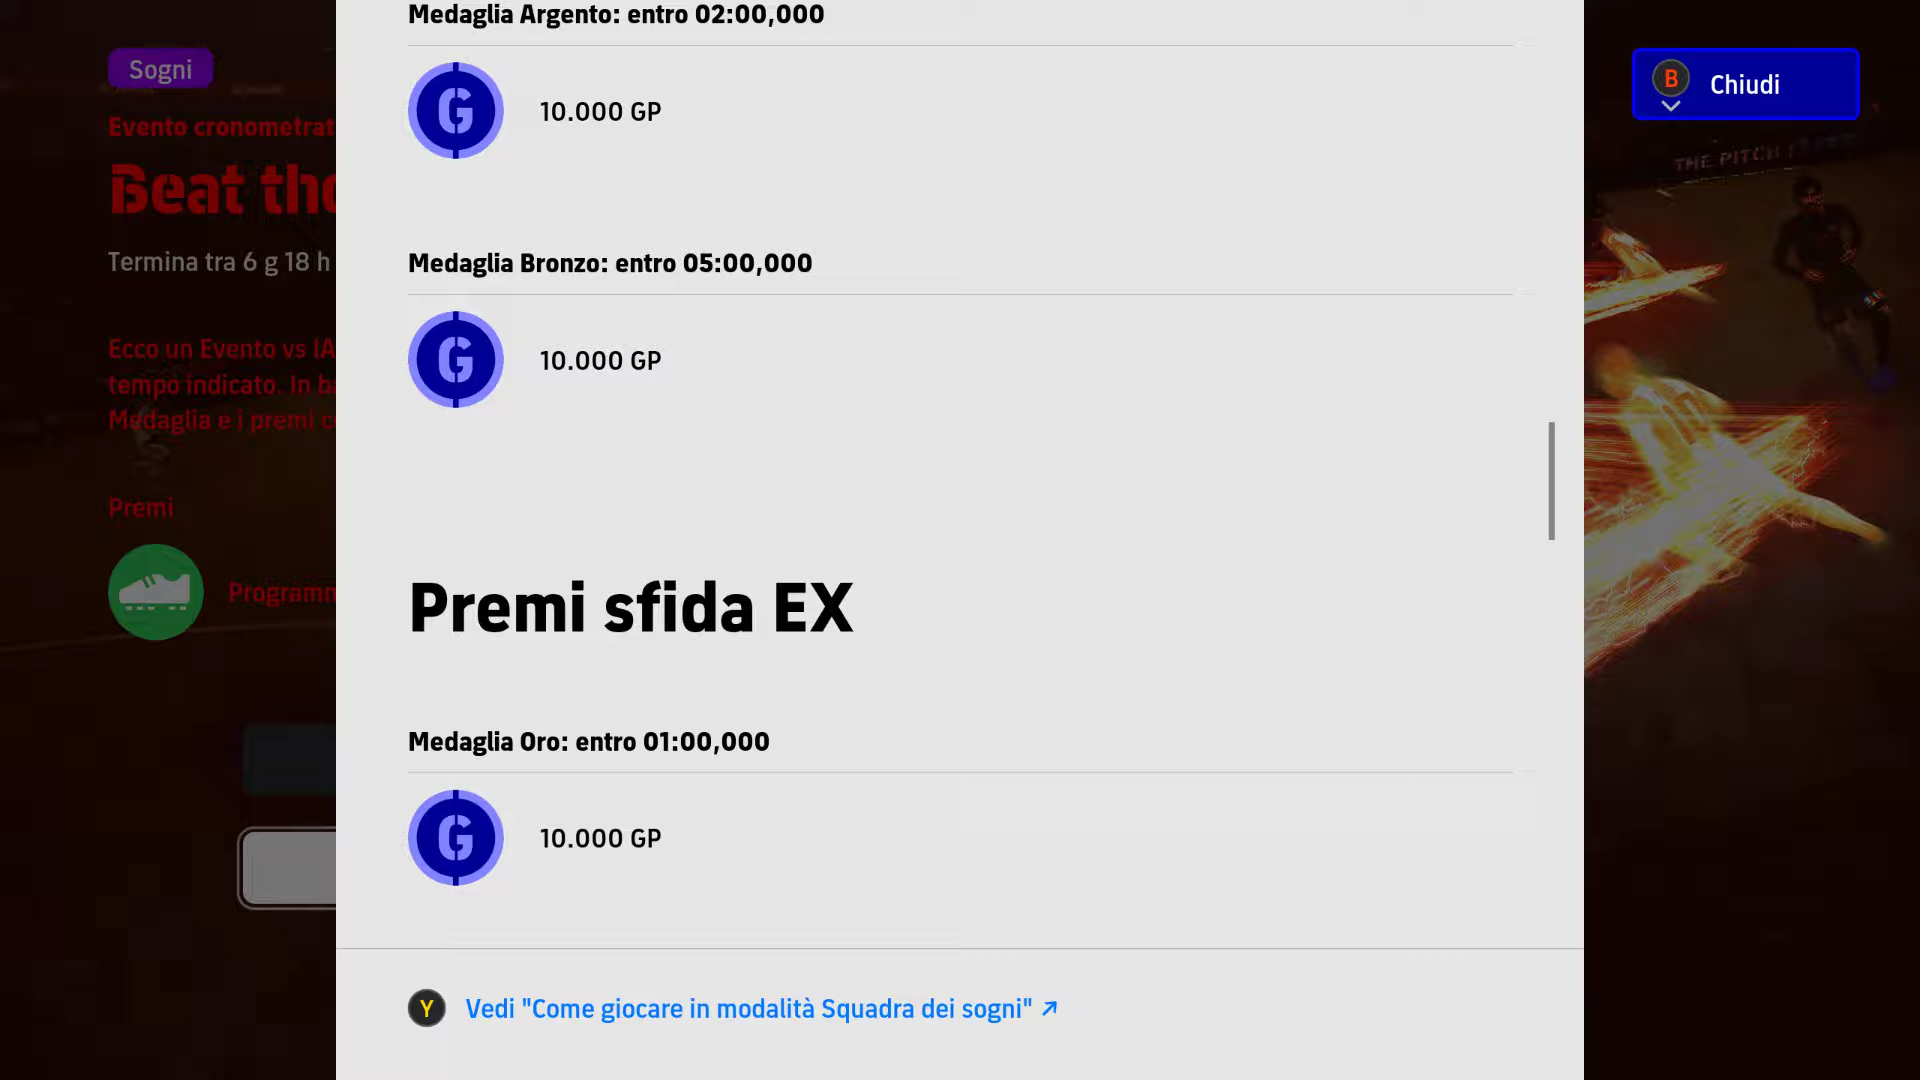 Medaglia Argento: entro 02:00,000
Sogni
B Chiudi
10.000 GP
Evento cronometrat
Beat
THE PITCH
Termina tra 6 g 18 h
Medaglia Bronzo: entro 05:00,000
Ecco un Evento vs IA
tempo indicato. In
Medaglia e i premi
10.000 GP
Premi
Programm
Premi sfida EX
Medaglia Oro: entro 01:00,000
10.000 GP
Y Vedi "Come giocare in modalità Squadra dei sogni"